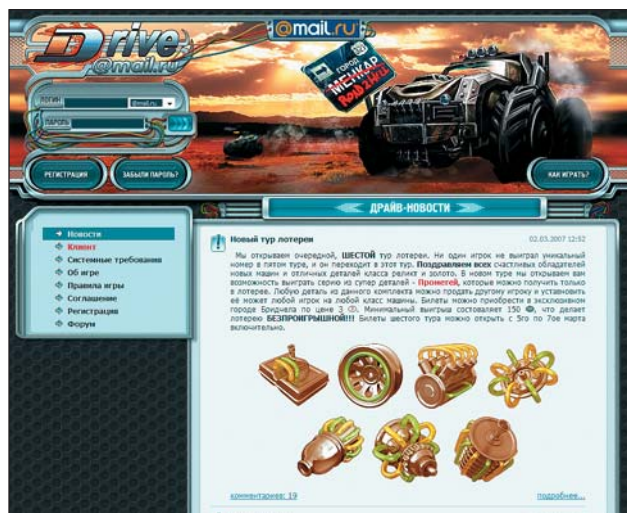 Drive
@mail.ru
@mail.ru
ГОРОД
МЕНКАР
ROAD 2 HELL
ЛОГИН
@mail.ru
ПАРОЛЬ
РЕГИСТРАЦИЯ
ЗАБЫЛИ ПАРОЛЬ?
КАК ИГРАТЬ?
ДРАЙВ-НОВОСТИ
Новости
Клиент
Системные требования
Об игре
Правила игры
Соглашение
Регистрация
Форум
Новый тур лотереи
02.03.2007 12:52
Мы открываем очередной, ШЕСТОЙ тур лотереи. Ни один игрок не выиграл уникальный
номер в пятом туре, и он переходит в этот тур. Поздравляем всех счастливых обладателей
новых машин и отличных деталей класса реликт и золото. В новом туре мы открываем вам
возможность выиграть серию из супер деталей - Прометей, которые можно получить только
в лотерее. Любую деталь из данного комплекта можно продать другому игроку и установить
её может любой игрок на любой класс машины. Билеты можно приобрести в эксклюзивном
городе Бриднела по цене 3 . Минимальный выигрыш составляет 150 , что делает
лотерею БЕЗПРОИГРЫШНОЙ!!! Билеты шестого тура можно открыть с 5го по 7ое марта
включительно.
комментариев: 19
подробнее...